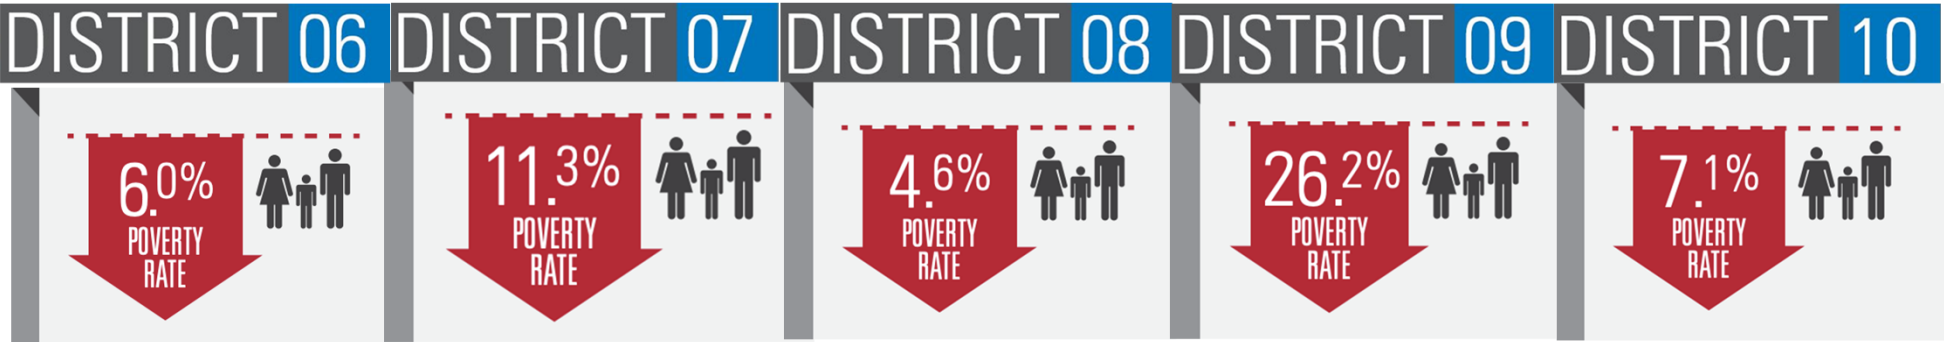 DISTRICT 06
6.0%
POVERTY
RATE
DISTRICT 07
11.3%
POVERTY
RATE
DISTRICT 08
4.6%
POVERTY
RATE
DISTRICT 09
26.2%
POVERTY
RATE
DISTRICT 10
7.1%
POVERTY
RATE